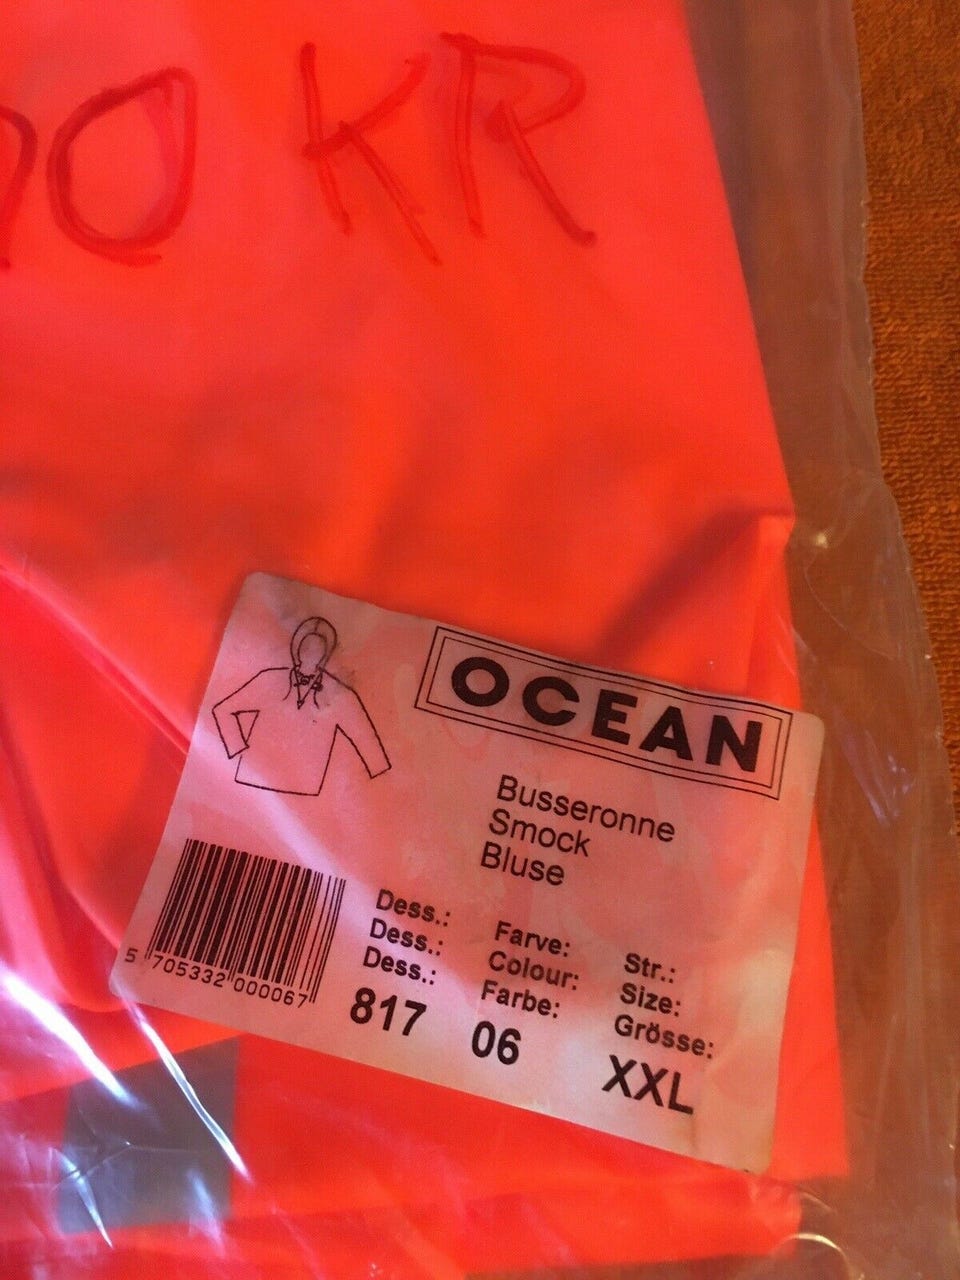 00 KR
OCEAN
Busseronne
Smock
Bluse
Dess.: Farve: Str.:
Dess.: Colour: Size:
Dess.: Farbe: Grösse:
817 06 XXL
5 705332 000067